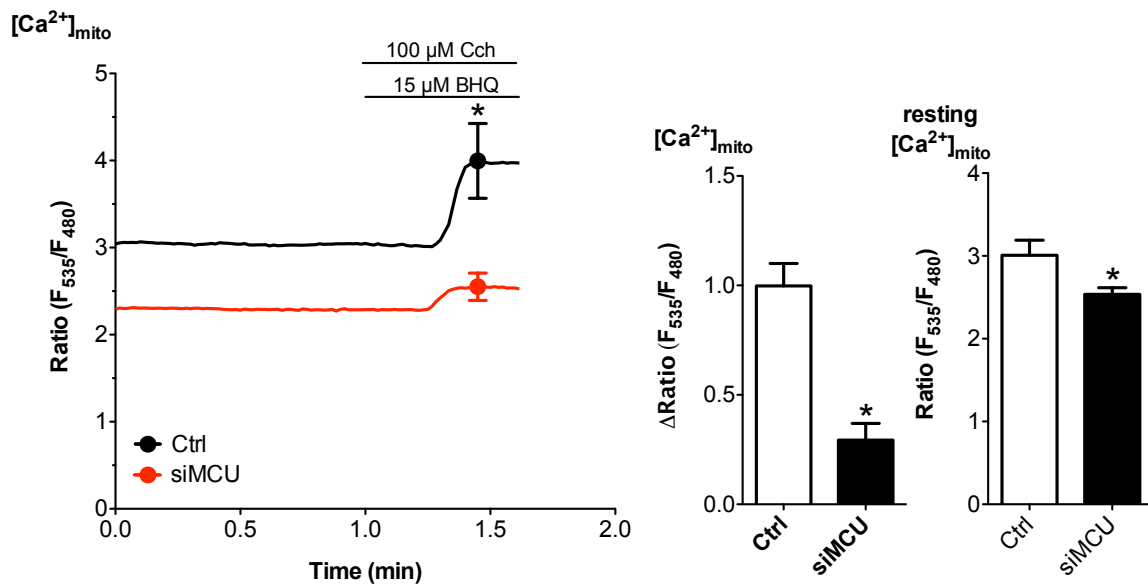 [Ca²⁺]mito
100 µM Cch
15 µM BHQ
*
Ratio (F₅₃₅/F₄₈₀)
5
4
3
2
1
0
0.0
0.5
1.0
1.5
2.0
Time (min)
Ctrl
siMCU
[Ca²⁺]mito
ΔRatio (F₅₃₅/F₄₈₀)
1.5
1.0
0.5
0.0
*
Ctrl
siMCU
resting
[Ca²⁺]mito
Ratio (F₅₃₅/F₄₈₀)
4
3
2
1
0
*
Ctrl
siMCU